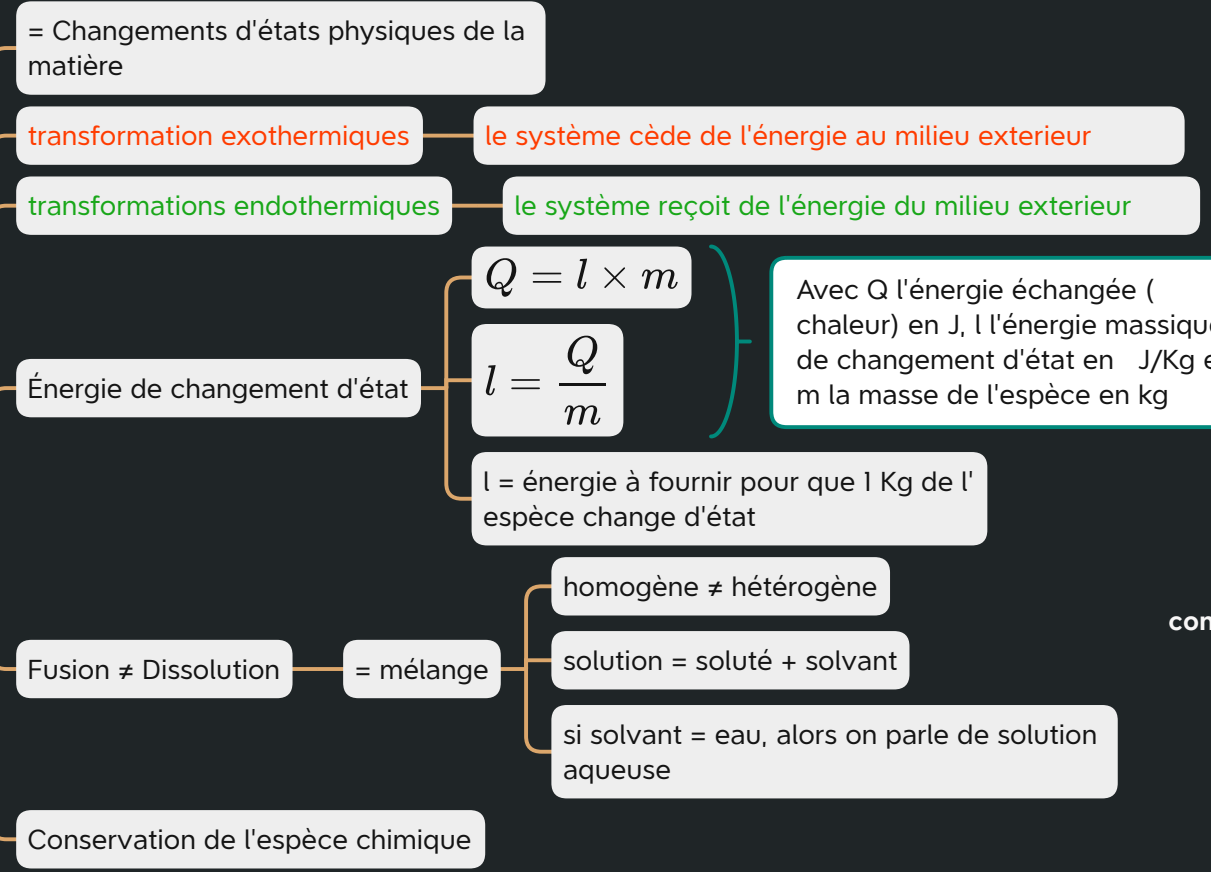 = Changements d'états physiques de la
matière
transformation exothermiques
le système cède de l'énergie au milieu exterieur
transformations endothermiques
le système reçoit de l'énergie du milieu exterieur
Énergie de changement d'état
Q = l × m
l = Q/m
Avec Q l'énergie échangée (
chaleur) en J, l l'énergie massique
de changement d'état en J/Kg
m la masse de l'espèce en kg
l = énergie à fournir pour que 1 Kg de l'
espèce change d'état
Fusion ≠ Dissolution
= mélange
homogène ≠ hétérogène
solution = soluté + solvant
si solvant = eau, alors on parle de solution
aqueuse
con
Conservation de l'espèce chimique